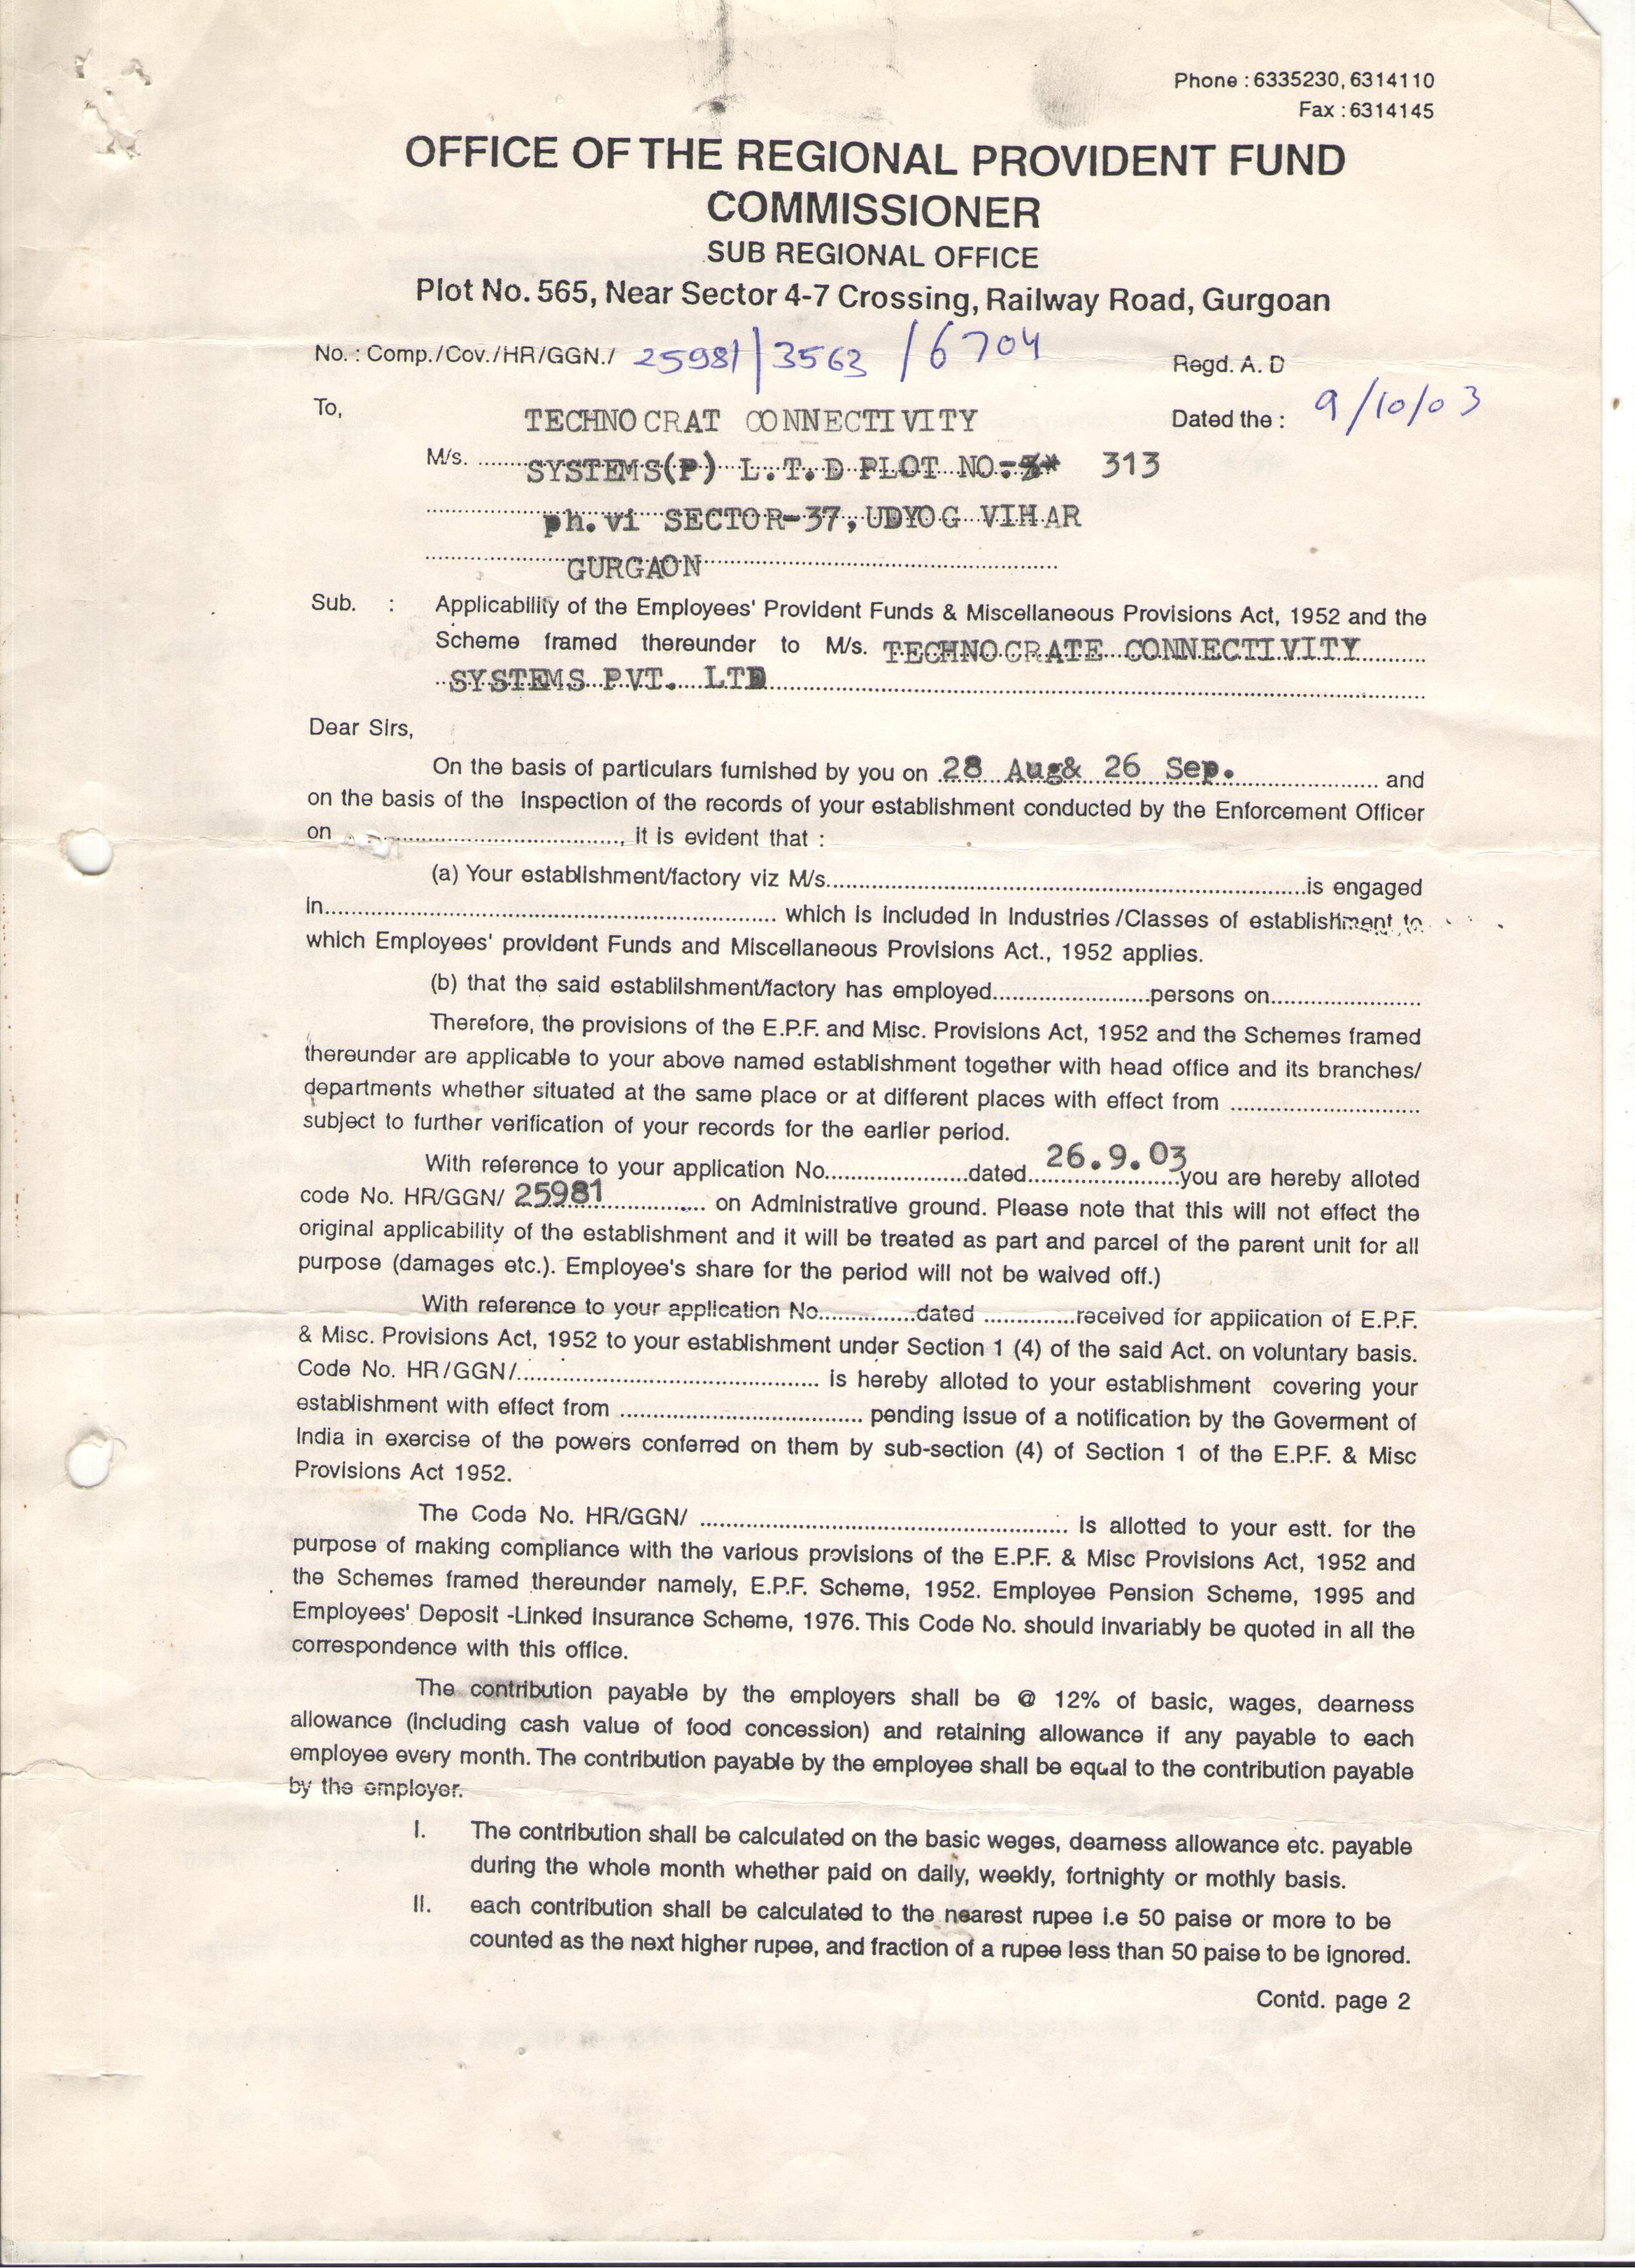 Phone : 6335230, 6314110
Fax : 6314145
OFFICE OF THE REGIONAL PROVIDENT FUND
COMMISSIONER
SUB REGIONAL OFFICE
Plot No. 565, Near Sector 4-7 Crossing, Railway Road, Gurgoan
No. : Comp./Cov./HR/GGN./ 25981/3563/6704
Regd. A. D
To,
Dated the : 9/10/03
TECHNOCRAT CONNECTIVITY
M/s. SYSTEMS(P) L.T.D PLOT NO- 313
ph.vi SECTOR-37, UDYOG VIHAR
GURGAON
Sub. : Applicability of the Employees' Provident Funds & Miscellaneous Provisions Act, 1952 and the
Scheme framed thereunder to M/s. TECHNOCRATE CONNECTIVITY
SYSTEMS PVT. LTD
Dear Sirs,
On the basis of particulars furnished by you on 28 Aug& 26 Sep. and
on the basis of the Inspection of the records of your establishment conducted by the Enforcement Officer
on ..............................., it is evident that :
(a) Your establishment/factory viz M/s...............................is engaged
in............................... which is included in Industries /Classes of establishment to
which Employees' provident Funds and Miscellaneous Provisions Act., 1952 applies.
(b) that the said establilshment/factory has employed........................persons on.......................
Therefore, the provisions of the E.P.F. and Misc. Provisions Act, 1952 and the Schemes framed
thereunder are applicable to your above named establishment together with head office and its branches/
departments whether situated at the same place or at different places with effect from ............................
subject to further verification of your records for the earlier period.
With reference to your application No......................dated 26.9.03 you are hereby alloted
code No. HR/GGN/ 25981 on Administrative ground. Please note that this will not effect the
original applicability of the establishment and it will be treated as part and parcel of the parent unit for all
purpose (damages etc.). Employee's share for the period will not be waived off.)
With reference to your application No..............dated ..............received for application of E.P.F.
& Misc. Provisions Act, 1952 to your establishment under Section 1 (4) of the said Act. on voluntary basis.
Code No. HR/GGN/............................... is hereby alloted to your establishment covering your
establishment with effect from ............................... pending issue of a notification by the Goverment of
India in exercise of the powers conferred on them by sub-section (4) of Section 1 of the E.P.F. & Misc
Provisions Act 1952.
The Code No. HR/GGN/ ............................... is allotted to your estt. for the
purpose of making compliance with the various provisions of the E.P.F. & Misc Provisions Act, 1952 and
the Schemes framed thereunder namely, E.P.F. Scheme, 1952. Employee Pension Scheme, 1995 and
Employees' Deposit -Linked Insurance Scheme, 1976. This Code No. should invariably be quoted in all the
correspondence with this office.
The contribution payable by the employers shall be @ 12% of basic, wages, dearness
allowance (including cash value of food concession) and retaining allowance if any payable to each
employee every month. The contribution payable by the employee shall be equal to the contribution payable
by the employer.
I. The contribution shall be calculated on the basic weges, dearness allowance etc. payable
during the whole month whether paid on daily, weekly, fortnighty or mothly basis.
II. each contribution shall be calculated to the nearest rupee i.e 50 paise or more to be
counted as the next higher rupee, and fraction of a rupee less than 50 paise to be ignored.
Contd. page 2